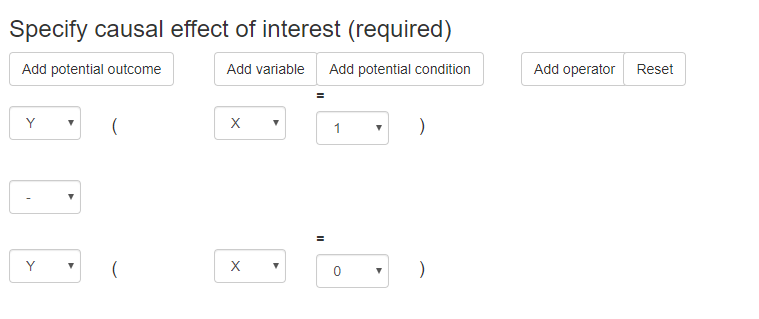 Specify causal effect of interest (required)
Add potential outcome Add variable Add potential condition Add operator Reset
=
Y ( X 1 )
-
=
Y ( X 0 )